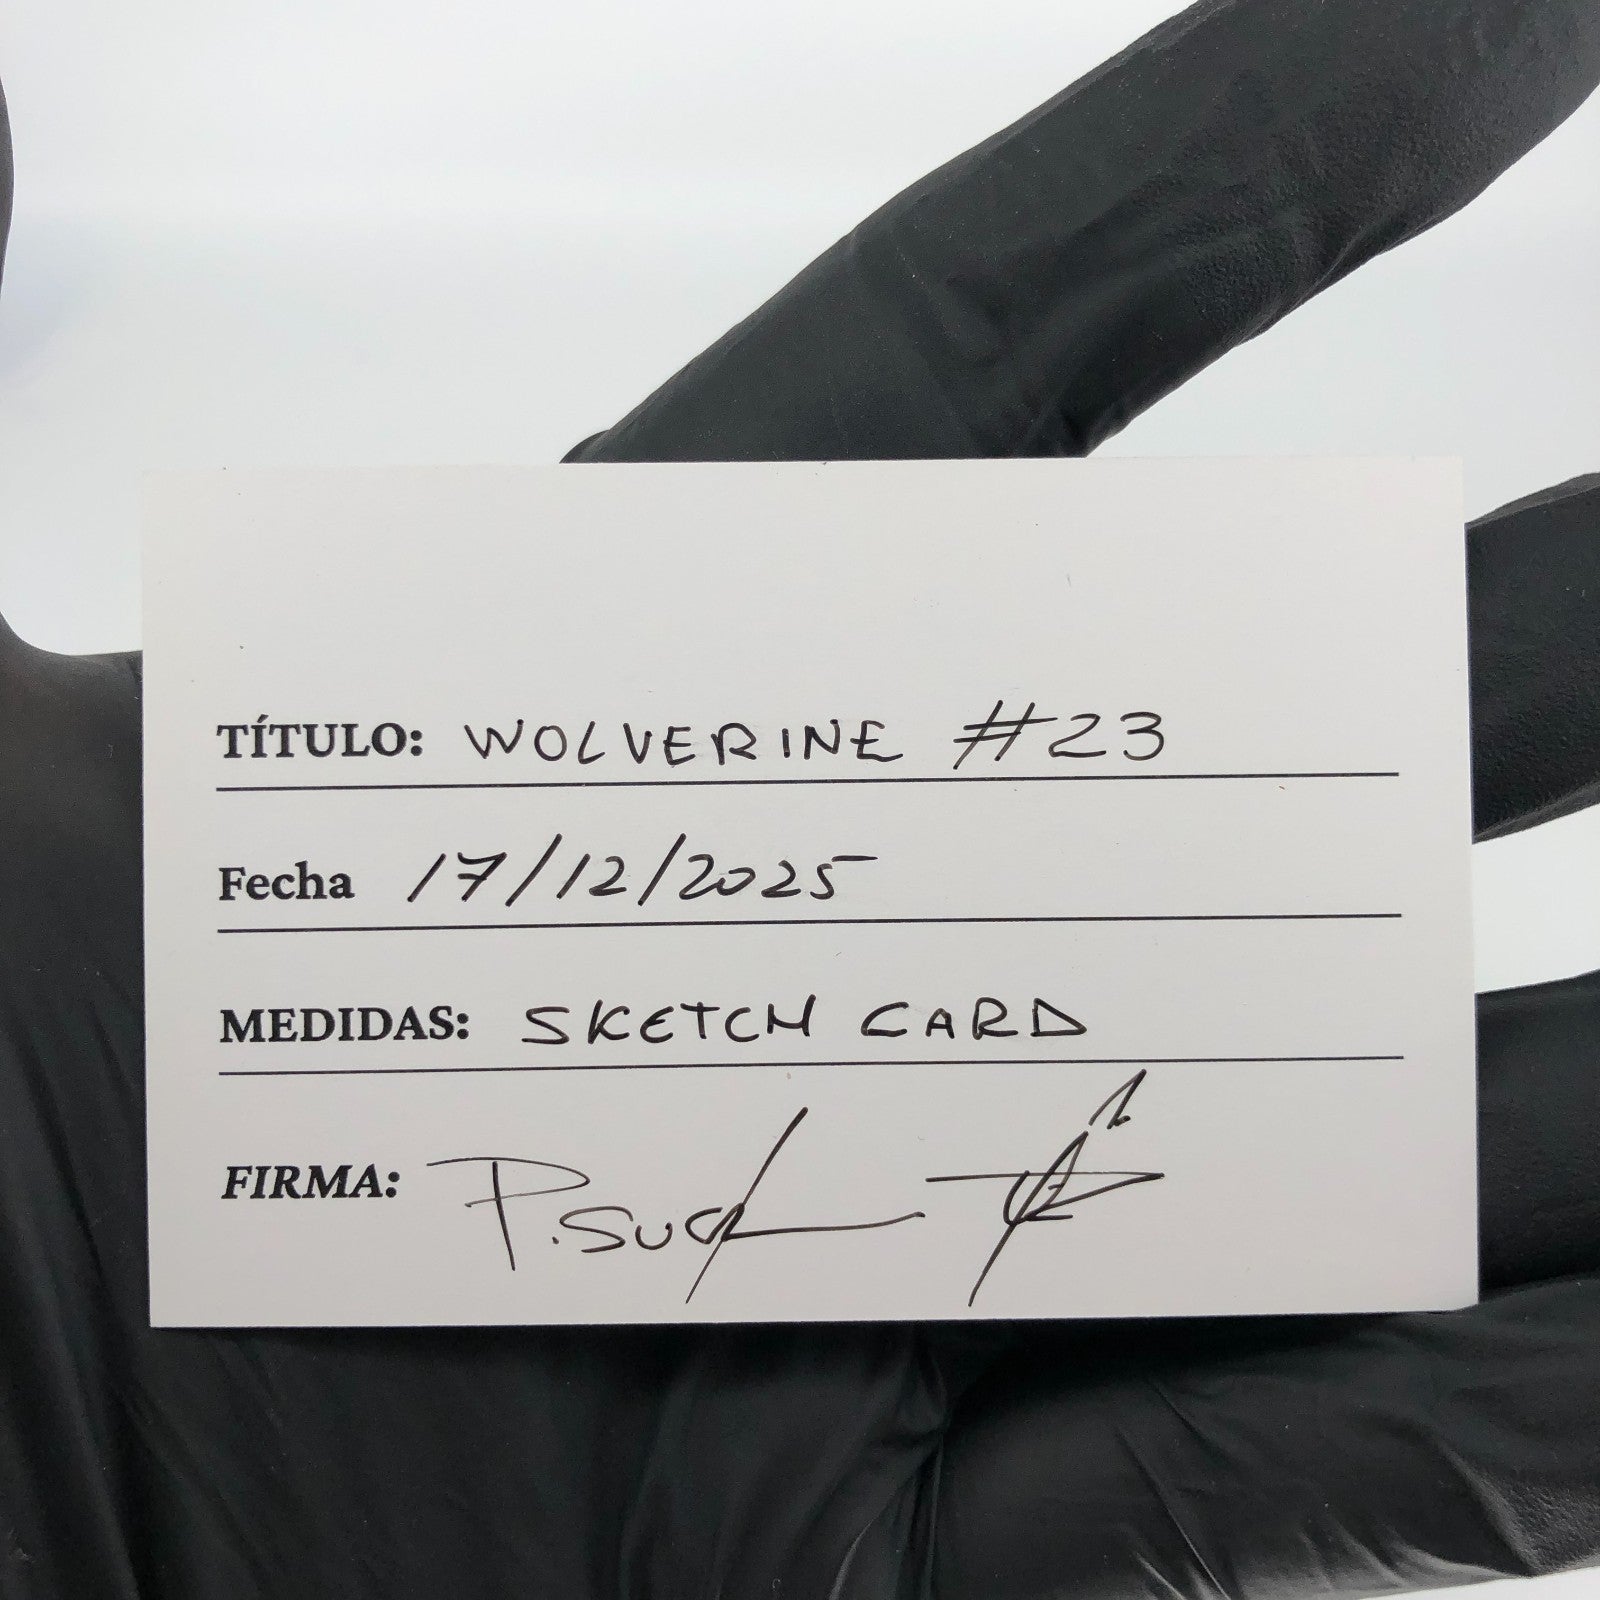 TÍTULO: WOLVERINE #23
Fecha 17/12/2025
MEDIDAS: SKETCH CARD
FIRMA: